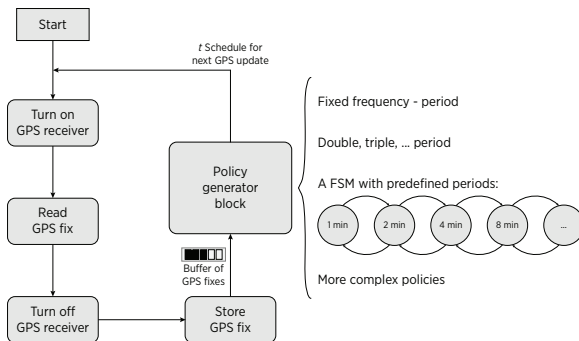 Start
t Schedule for
next GPS update
Turn on
GPS receiver
Read
GPS fix
Turn off
GPS receiver
Store
GPS fix
Buffer of
GPS fixes
Policy
generator
block
Fixed frequency - period
Double, triple, ... period
A FSM with predefined periods:
1 min
2 min
4 min
8 min
...
More complex policies